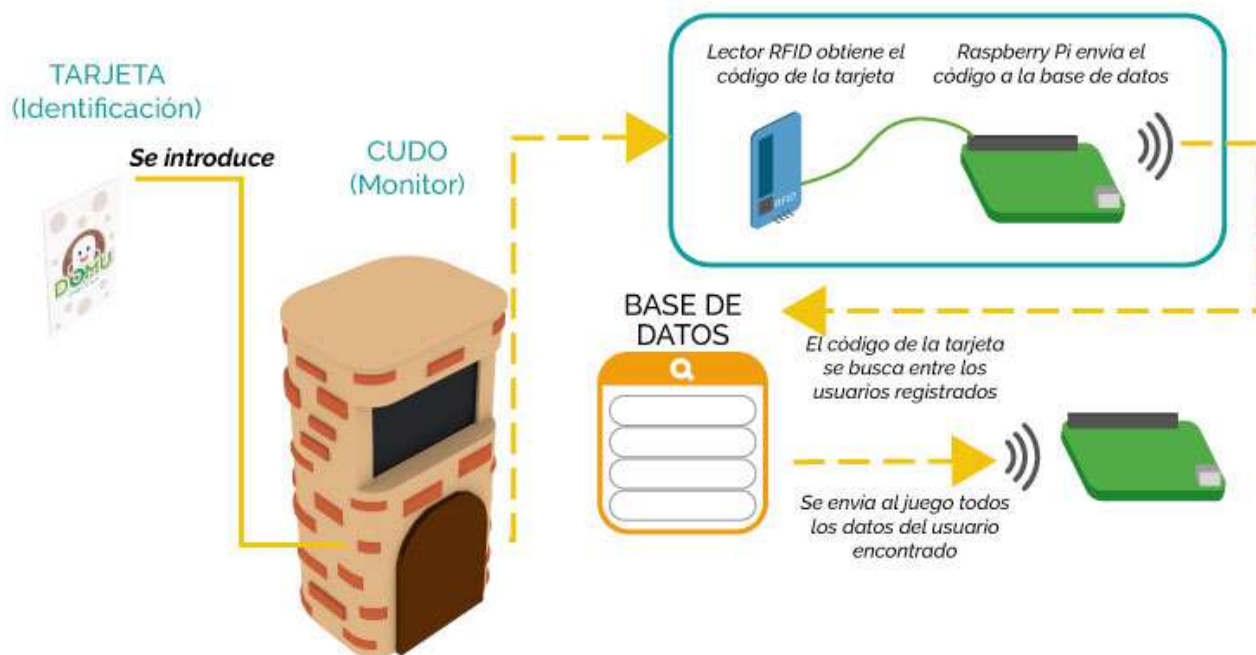 TARJETA
(Identificación)
Se introduce
DOMU
CUDO
(Monitor)
Lector RFID obtiene el
código de la tarjeta
Raspberry Pi envía el
código a la base de datos
RFID
BASE DE
DATOS
El código de la tarjeta
se busca entre los
usuarios registrados
Se envia al juego todos
los datos del usuario
encontrado